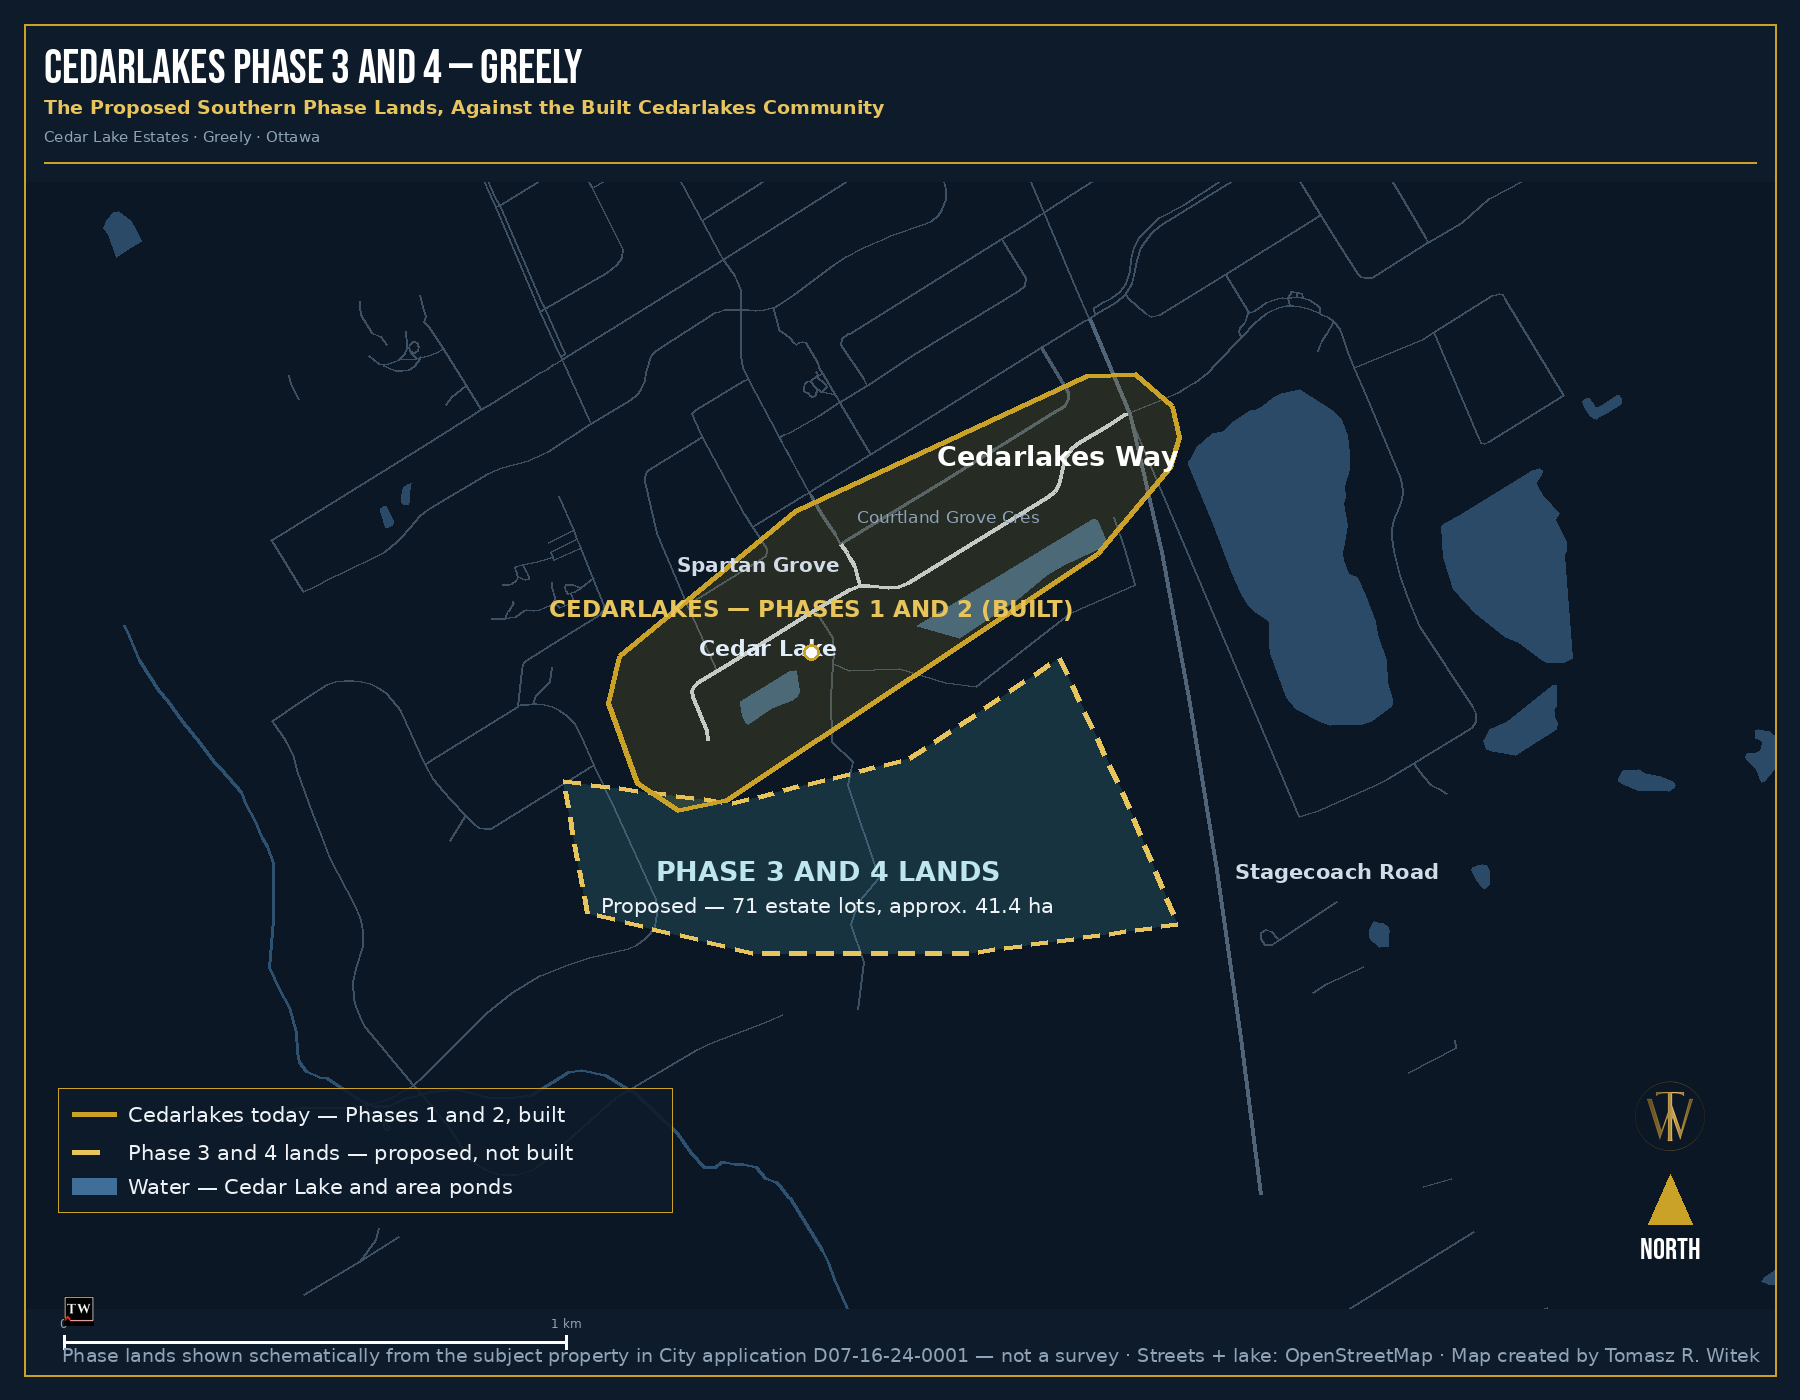 CEDARLAKES PHASE 3 AND 4 — GREELY
The Proposed Southern Phase Lands, Against the Built Cedarlakes Community
Cedar Lake Estates · Greely · Ottawa
Cedarlakes Way
Courtland Grove Cres
Spartan Grove
CEDARLAKES — PHASES 1 AND 2 (BUILT)
Cedar Lake
PHASE 3 AND 4 LANDS
Proposed — 71 estate lots, approx. 41.4 ha
Stagecoach Road
Cedarlakes today — Phases 1 and 2, built
Phase 3 and 4 lands — proposed, not built
Water — Cedar Lake and area ponds
TW
NORTH
TW
0 1 km
Phase lands shown schematically from the subject property in City application D07-16-24-0001 — not a survey · Streets + lake: OpenStreetMap · Map created by Tomasz R. Witek